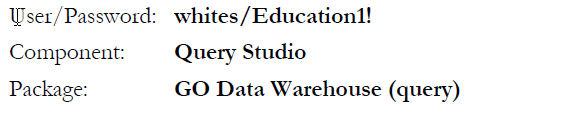 User/Password: whites/Education1!
Component: Query Studio
Package: GO Data Warehouse (query)